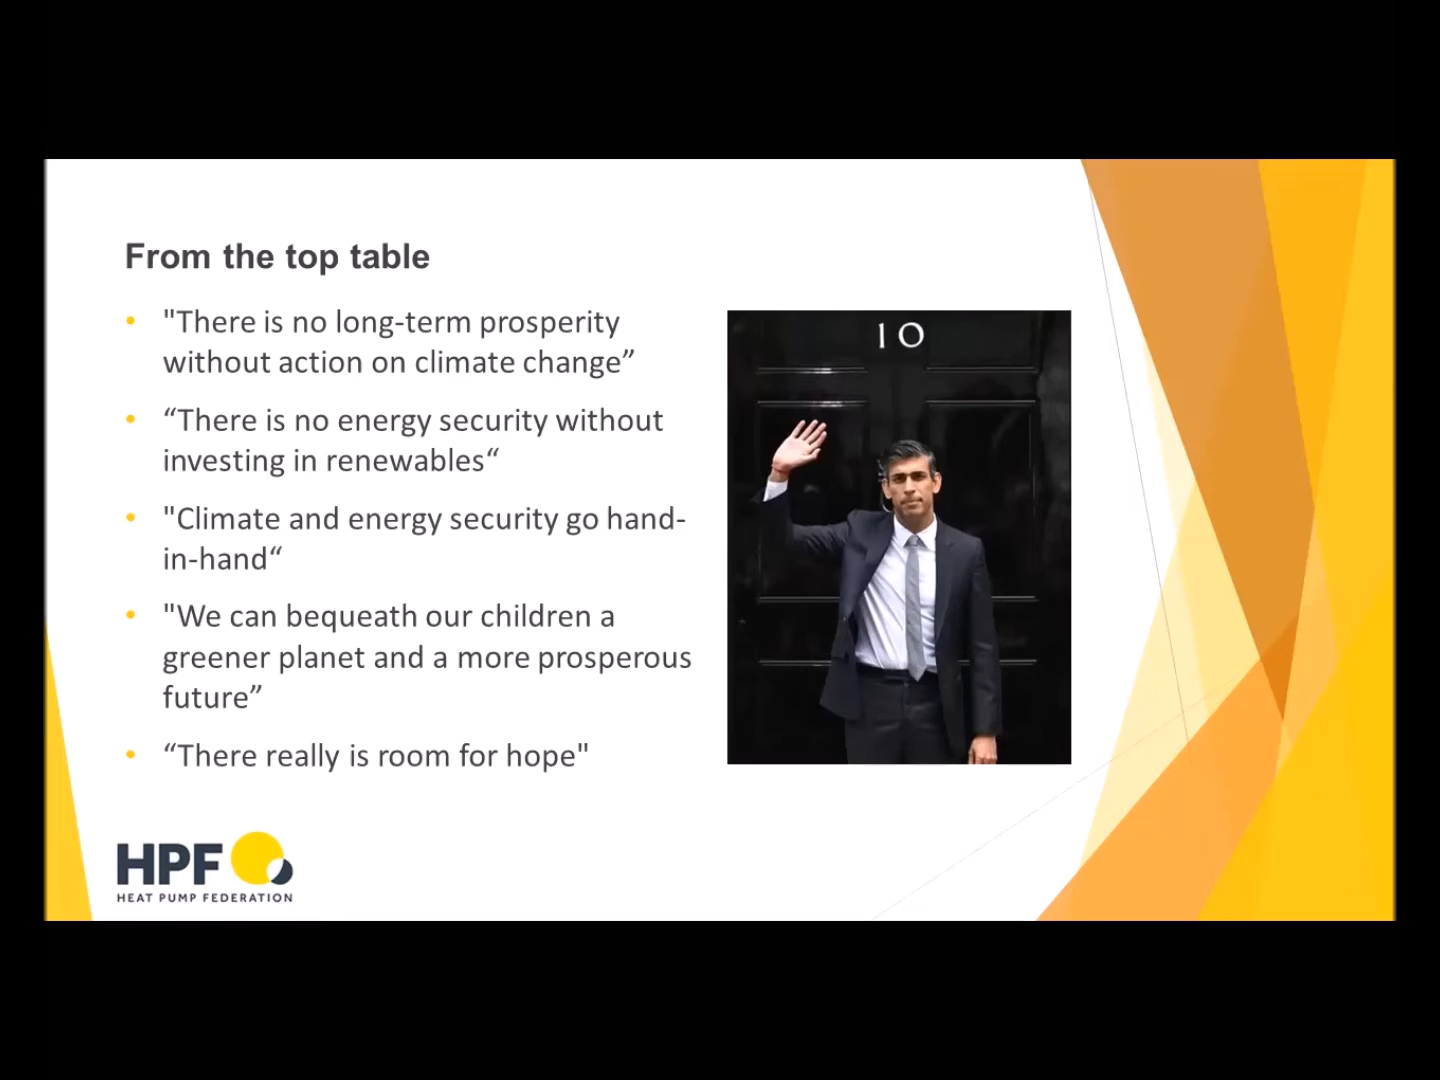 From the top table
• "There is no long-term prosperity
without action on climate change”
• “There is no energy security without
investing in renewables“
• "Climate and energy security go hand-
in-hand“
• "We can bequeath our children a
greener planet and a more prosperous
future”
• “There really is room for hope"
10
HPF
HEAT PUMP FEDERATION